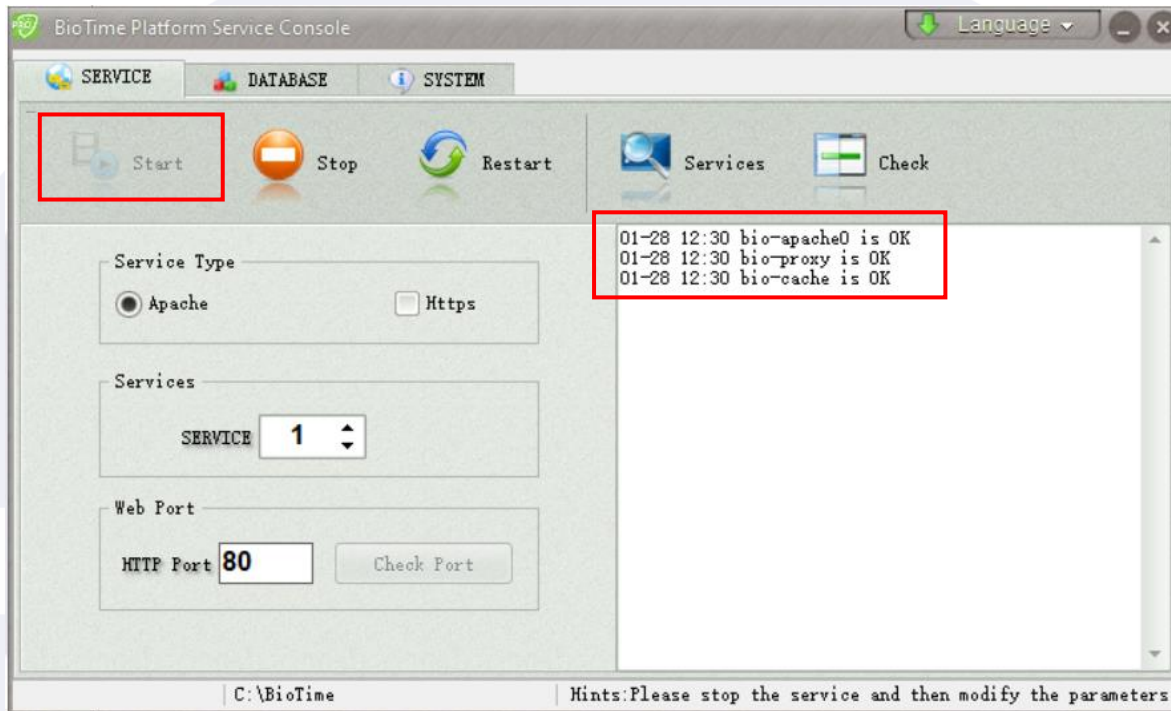 BioTime Platform Service Console
Language
SERVICE
DATABASE
SYSTEM
Start
Stop
Restart
Services
Check
Service Type
Apache
Https
Services
SERVICE
1
Web Port
HTTP Port
80
Check Port
01-28 12:30 bio-apache0 is OK
01-28 12:30 bio-proxy is OK
01-28 12:30 bio-cache is OK
C:\BioTime
Hints:Please stop the service and then modify the parameters